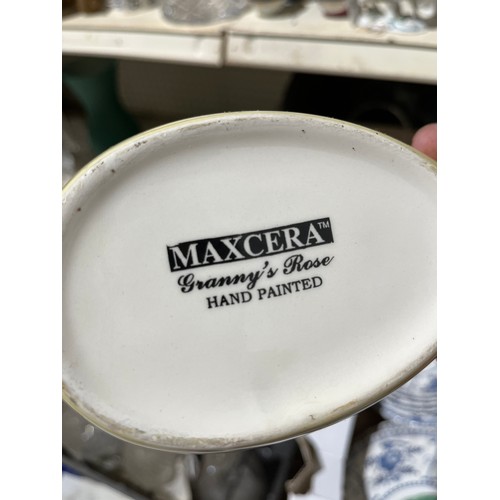 MAXCERA™
Granny's Rose
HAND PAINTED